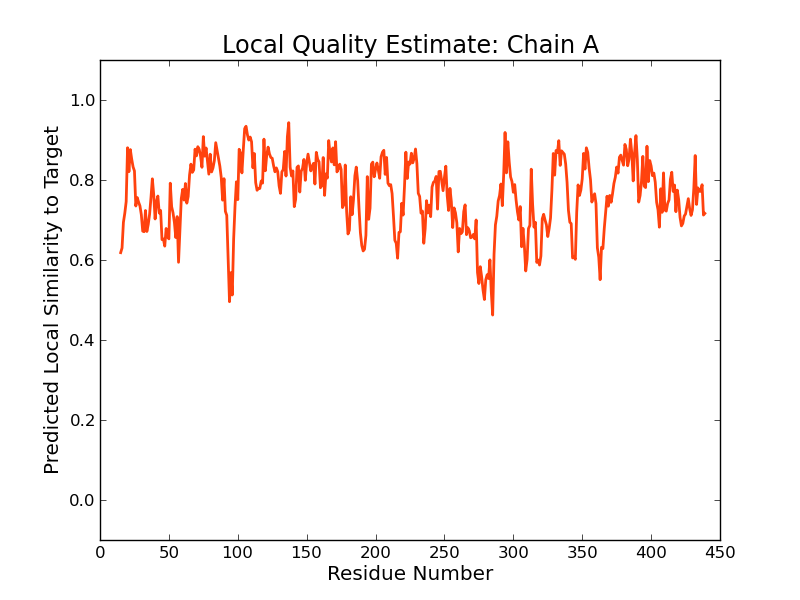 Local Quality Estimate: Chain A
Predicted Local Similarity to Target
1.0
0.8
0.6
0.4
0.2
0.0
0 50 100 150 200 250 300 350 400 450
Residue Number